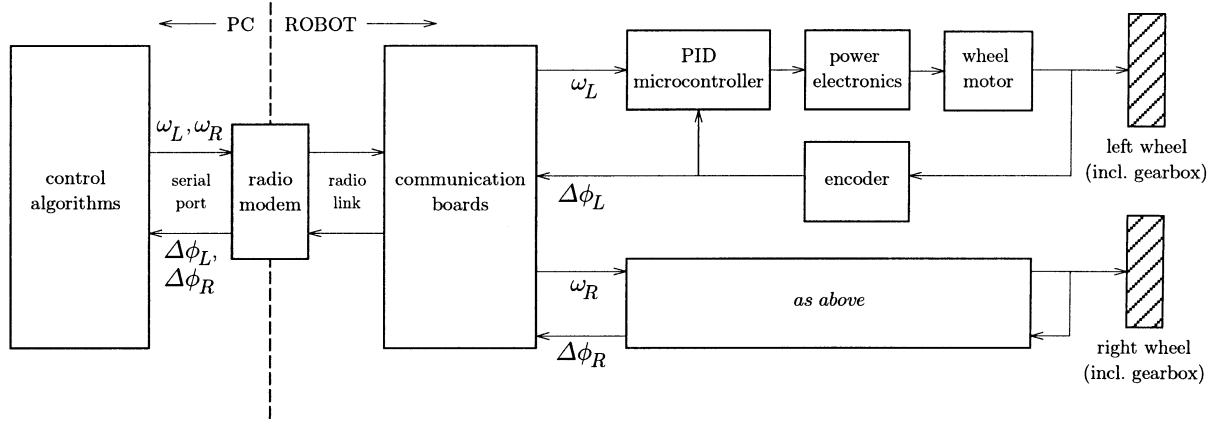 PC ROBOT
control
algorithms
ω_L, ω_R
serial
port
Δϕ_L,
Δϕ_R
radio
modem
radio
link
communication
boards
ω_L
PID
microcontroller
power
electronics
wheel
motor
left wheel
(incl. gearbox)
Δϕ_L
encoder
ω_R
as above
Δϕ_R
right wheel
(incl. gearbox)